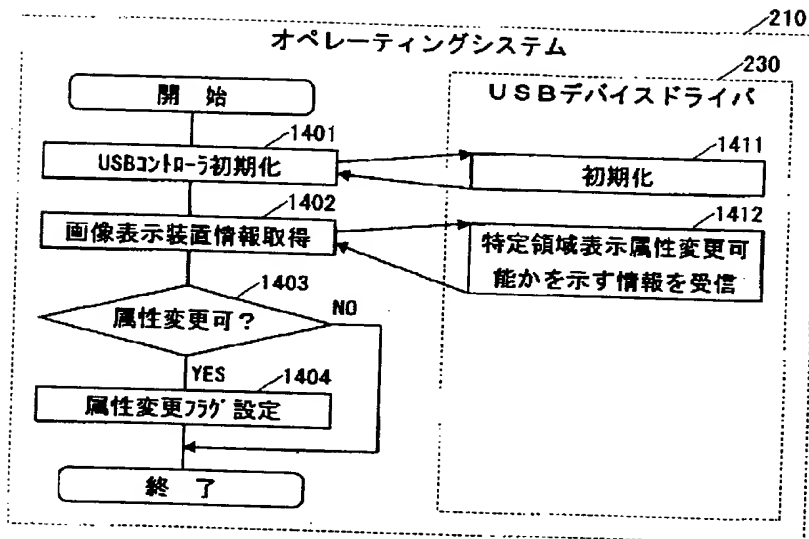 210
オペレーティングシステム
230
USBデバイスドライバ
開 始
1401
USBｺﾝﾄﾛｰﾗ初期化
1411
初期化
1402
画像表示装置情報取得
1412
特定領域表示属性変更可
能かを示す情報を受信
1403
属性変更可？
NO
YES
1404
属性変更ﾌﾗｸﾞ設定
終 了